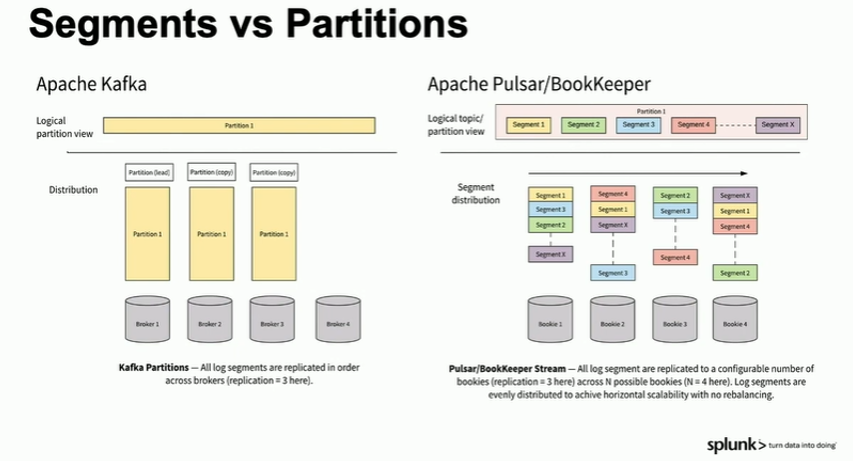 Segments vs Partitions
Apache Kafka
Logical
partition view
Partition 1
Distribution
Partition (lead)
Partition (copy)
Partition (copy)
Partition 1
Partition 1
Partition 1
Broker 1
Broker 2
Broker 3
Broker 4
Kafka Partitions — All log segments are replicated in order
across brokers (replication = 3 here).
Apache Pulsar/BookKeeper
Logical topic/
partition view
Partition 1
Segment 1
Segment 2
Segment 3
Segment 4
Segment X
Segment
distribution
Segment 1
Segment 3
Segment 2
Segment X
Segment 4
Segment 1
Segment X
Segment 3
Segment 2
Segment 3
Segment 4
Segment X
Segment 1
Segment 4
Segment 2
Bookie 1
Bookie 2
Bookie 3
Bookie 4
Pulsar/BookKeeper Stream — All log segment are replicated to a configurable number of
bookies (replication = 3 here) across N possible bookies (N = 4 here). Log segments are
evenly distributed to achive horizontal scalability with no rebalancing.
splunk> turn data into doing